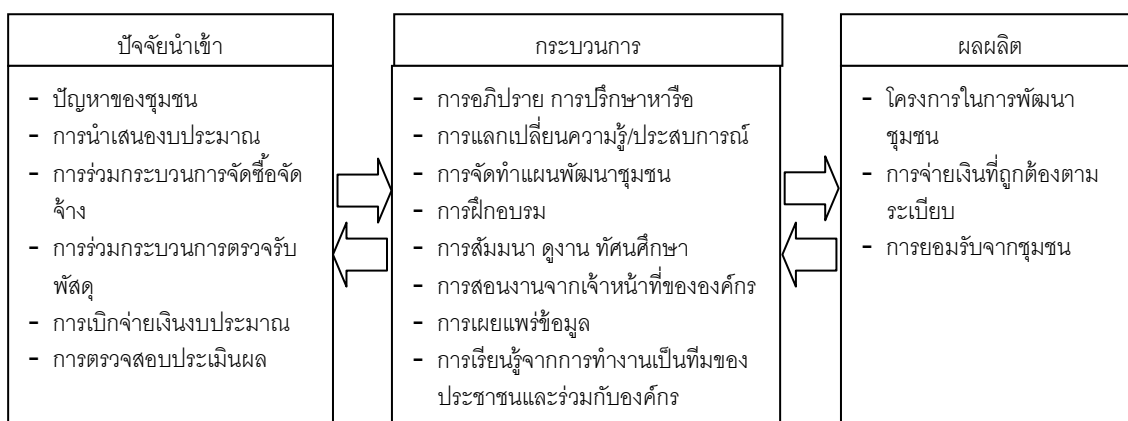 ปัจจัยนำเข้า
- ปัญหาของชุมชน
- การนำเสนองบประมาณ
- การร่วมกระบวนการจัดซื้อจัด
จ้าง
- การร่วมกระบวนการตรวจรับ
พัสดุ
- การเบิกจ่ายเงินงบประมาณ
- การตรวจสอบประเมินผล
กระบวนการ
- การอภิปราย การปรึกษาหารือ
- การแลกเปลี่ยนความรู้/ประสบการณ์
- การจัดทำแผนพัฒนาชุมชน
- การฝึกอบรม
- การสัมมนา ดูงาน ทัศนศึกษา
- การสอนงานจากเจ้าหน้าที่ขององค์กร
- การเผยแพร่ข้อมูล
- การเรียนรู้จากการทำงานเป็นทีมของ
ประชาชนและร่วมกับองค์กร
ผลผลิต
- โครงการในการพัฒนา
ชุมชน
- การจ่ายเงินที่ถูกต้องตาม
ระเบียบ
- การยอมรับจากชุมชน